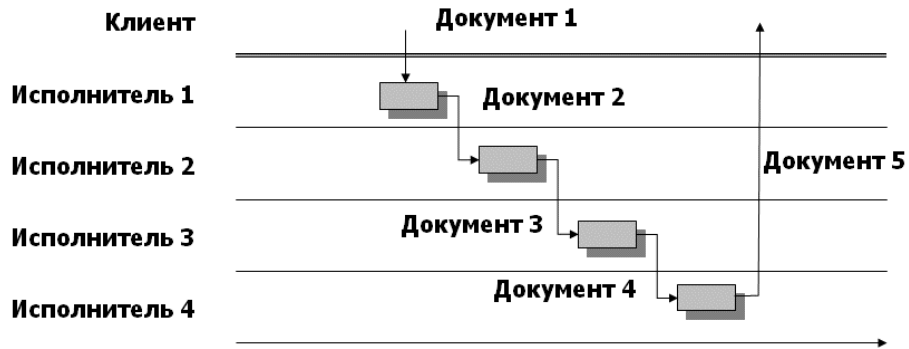 Клиент
Документ 1
Исполнитель 1
Документ 2
Исполнитель 2
Документ 5
Исполнитель 3
Документ 3
Исполнитель 4
Документ 4